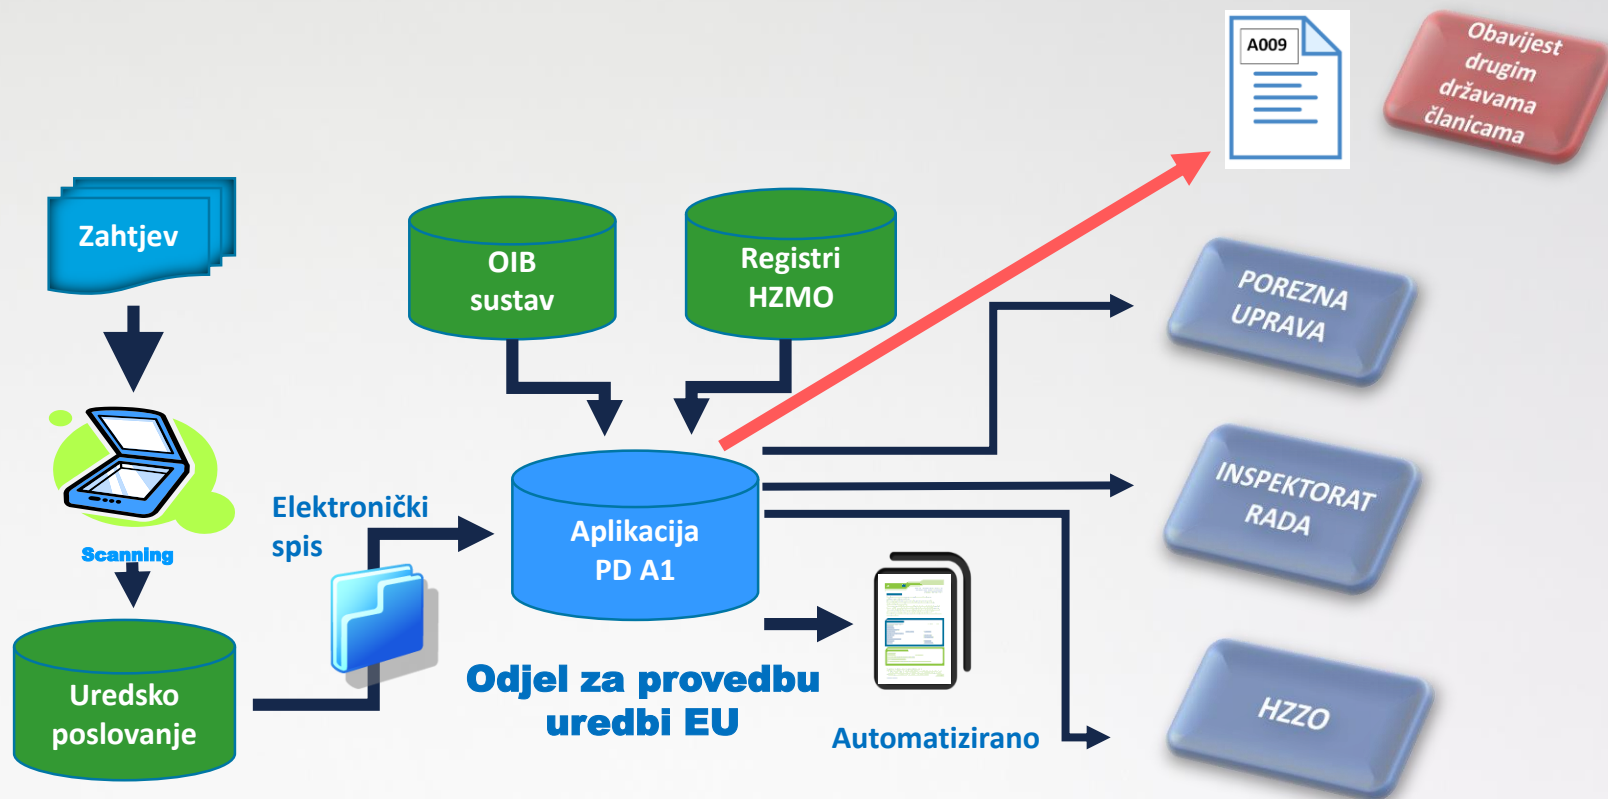 A009
Obavijest
drugim
državama
članicama
Zahtjev
OIB
sustav
Registri
HZMO
POREZNA
UPRAVA
Scanning
Elektronički
spis
Aplikacija
PD A1
INSPEKTORAT
RADA
Uredsko
poslovanje
Odjel za provedbu
uredbi EU
Automatizirano
HZZO